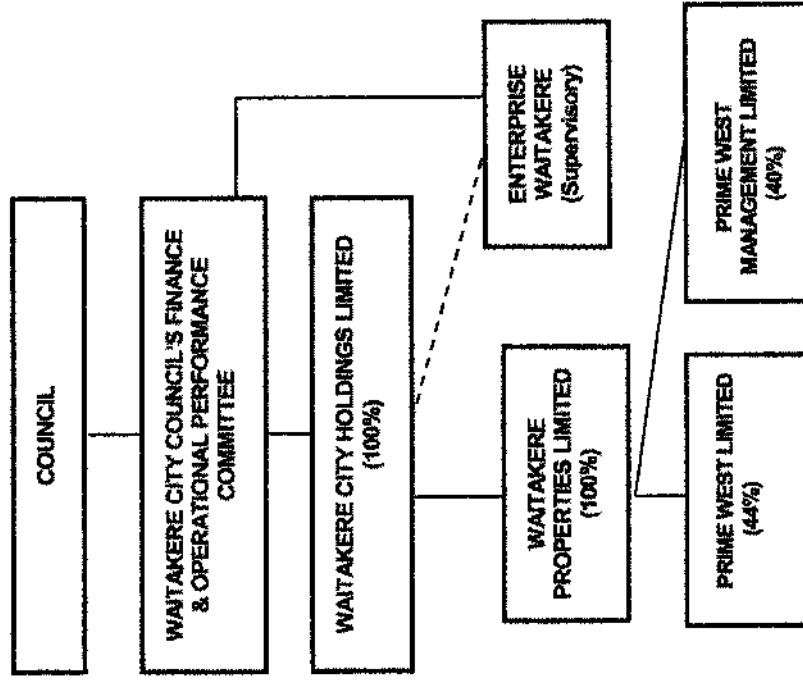 COUNCIL
WAITAKERE CITY COUNCIL'S FINANCE
& OPERATIONAL PERFORMANCE
COMMITTEE
WAITAKERE CITY HOLDINGS LIMITED
(100%)
ENTERPRISE
WAITAKERE
(Supervisory)
WAITAKERE
PROPERTIES LIMITED
(100%)
PRIME WEST LIMITED
(44%)
PRIME WEST
MANAGEMENT LIMITED
(40%)